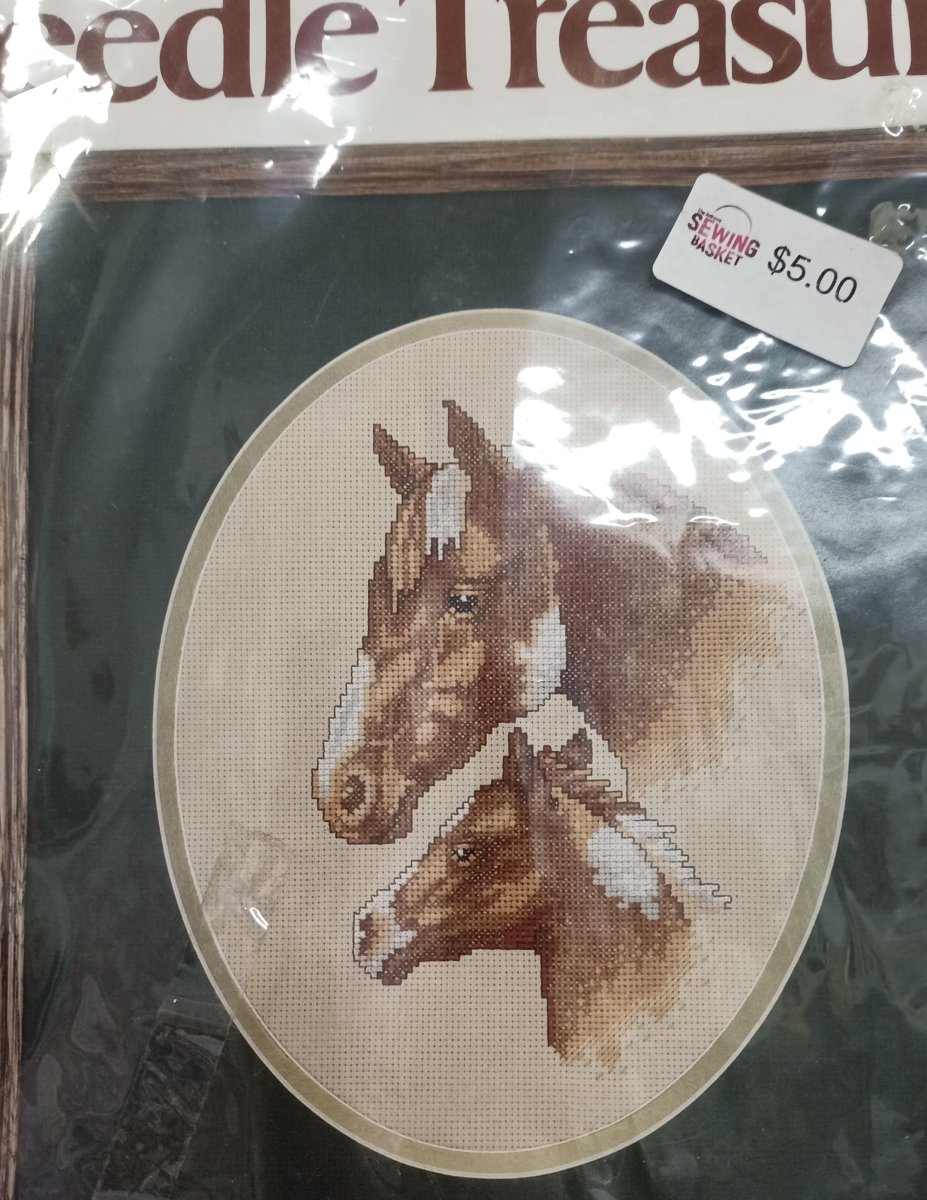 eedle Treasu
SEWING
BASKET
$5.00